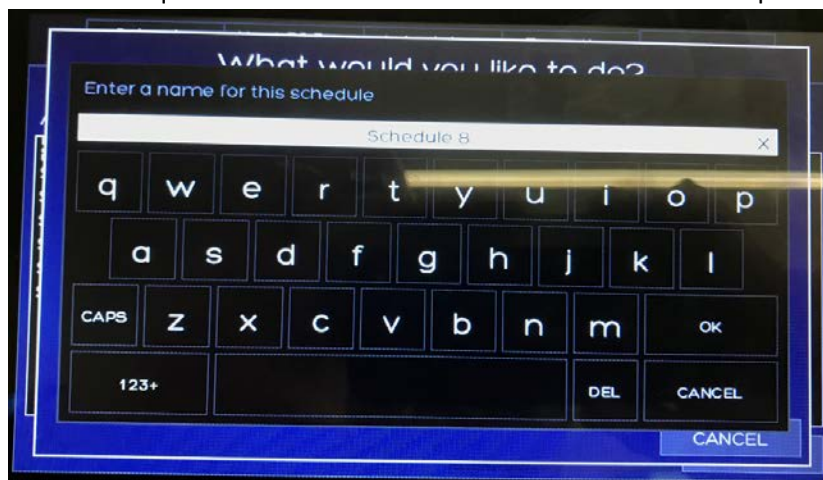 What would you like to do?
Enter a name for this schedule
Schedule 8 X
q w e r t y u i o p
a s d f g h j k l
CAPS z x c v b n m OK
123+ DEL CANCEL
CANCEL